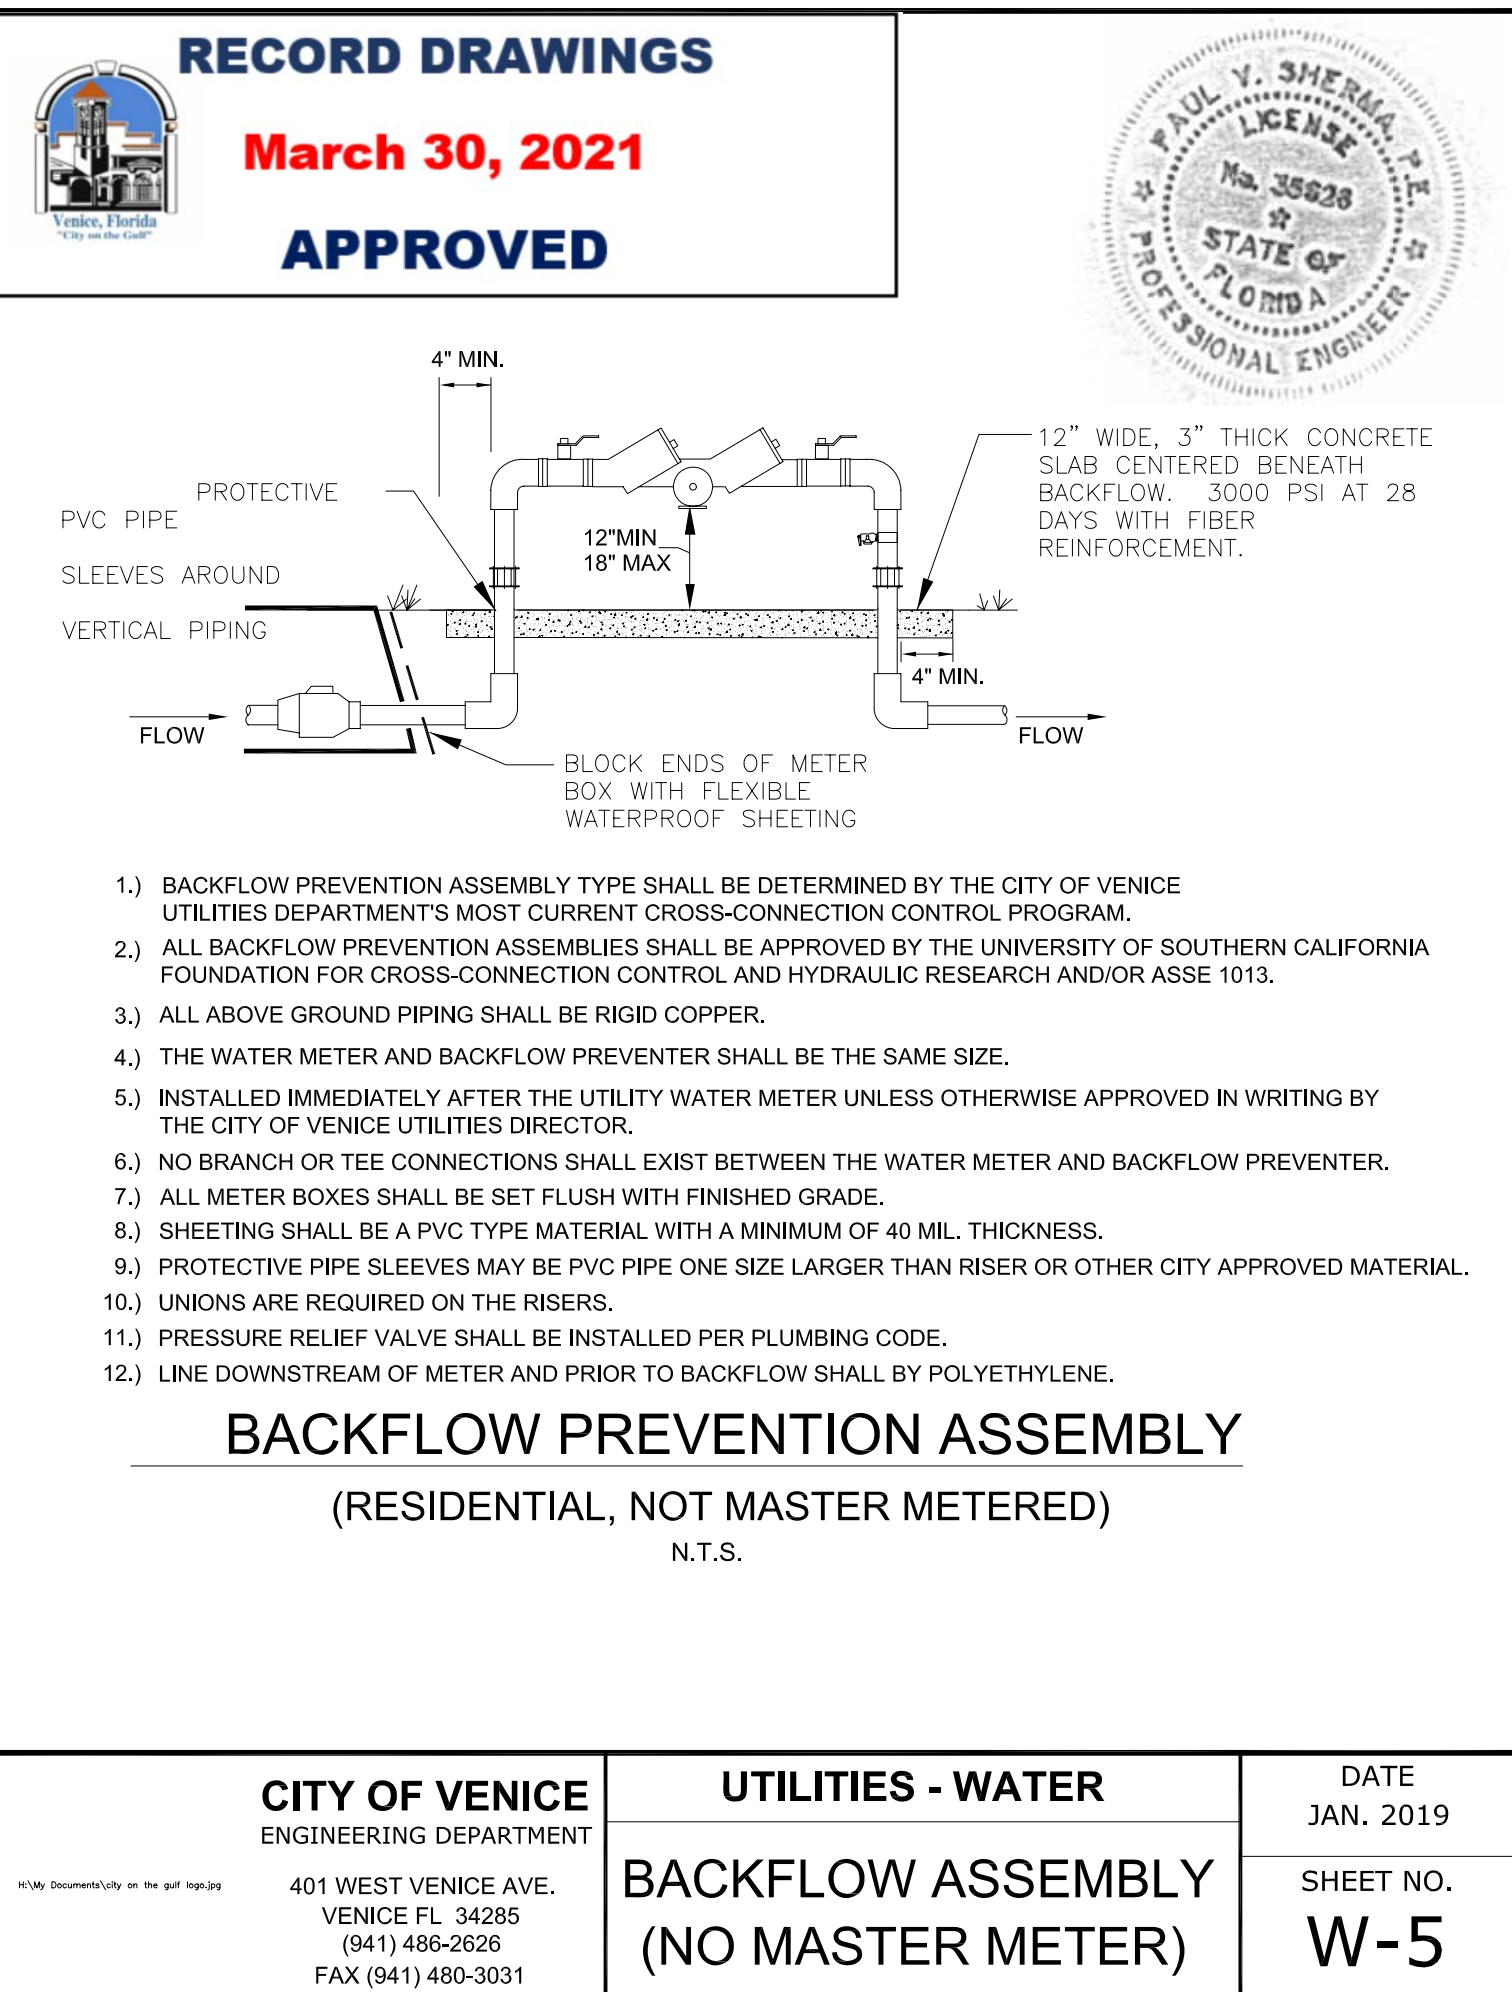 RECORD DRAWINGS
March 30, 2021
APPROVED
Venice, Florida
"City on the Gulf"
PAUL V. SHERMA, P.E.
LICENSE
No. 35626
STATE OF
FLORIDA
PROFESSIONAL ENGINEER
4" MIN.
12” WIDE, 3” THICK CONCRETE
SLAB CENTERED BENEATH
BACKFLOW. 3000 PSI AT 28
DAYS WITH FIBER
REINFORCEMENT.
PROTECTIVE
PVC PIPE
SLEEVES AROUND
VERTICAL PIPING
12"MIN
18" MAX
4" MIN.
FLOW
FLOW
BLOCK ENDS OF METER
BOX WITH FLEXIBLE
WATERPROOF SHEETING
1.) BACKFLOW PREVENTION ASSEMBLY TYPE SHALL BE DETERMINED BY THE CITY OF VENICE
UTILITIES DEPARTMENT'S MOST CURRENT CROSS-CONNECTION CONTROL PROGRAM.
2.) ALL BACKFLOW PREVENTION ASSEMBLIES SHALL BE APPROVED BY THE UNIVERSITY OF SOUTHERN CALIFORNIA
FOUNDATION FOR CROSS-CONNECTION CONTROL AND HYDRAULIC RESEARCH AND/OR ASSE 1013.
3.) ALL ABOVE GROUND PIPING SHALL BE RIGID COPPER.
4.) THE WATER METER AND BACKFLOW PREVENTER SHALL BE THE SAME SIZE.
5.) INSTALLED IMMEDIATELY AFTER THE UTILITY WATER METER UNLESS OTHERWISE APPROVED IN WRITING BY
THE CITY OF VENICE UTILITIES DIRECTOR.
6.) NO BRANCH OR TEE CONNECTIONS SHALL EXIST BETWEEN THE WATER METER AND BACKFLOW PREVENTER.
7.) ALL METER BOXES SHALL BE SET FLUSH WITH FINISHED GRADE.
8.) SHEETING SHALL BE A PVC TYPE MATERIAL WITH A MINIMUM OF 40 MIL. THICKNESS.
9.) PROTECTIVE PIPE SLEEVES MAY BE PVC PIPE ONE SIZE LARGER THAN RISER OR OTHER CITY APPROVED MATERIAL.
10.) UNIONS ARE REQUIRED ON THE RISERS.
11.) PRESSURE RELIEF VALVE SHALL BE INSTALLED PER PLUMBING CODE.
12.) LINE DOWNSTREAM OF METER AND PRIOR TO BACKFLOW SHALL BY POLYETHYLENE.
BACKFLOW PREVENTION ASSEMBLY
(RESIDENTIAL, NOT MASTER METERED)
N.T.S.
H:\My Documents\city on the gulf logo.jpg
CITY OF VENICE
ENGINEERING DEPARTMENT
401 WEST VENICE AVE.
VENICE FL 34285
(941) 486-2626
FAX (941) 480-3031
UTILITIES - WATER
BACKFLOW ASSEMBLY
(NO MASTER METER)
DATE
JAN. 2019
SHEET NO.
W-5